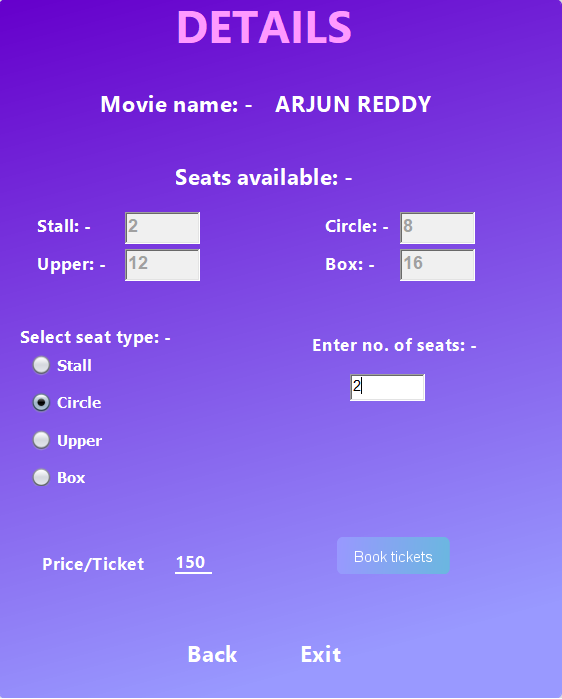 DETAILS
Movie name: - ARJUN REDDY
Seats available: -
Stall: - 2 Circle: - 8
Upper: - 12 Box: - 16
Select seat type: -
Enter no. of seats: -
Stall
2
Circle
Upper
Box
Price/Ticket 150
Book tickets
Back Exit